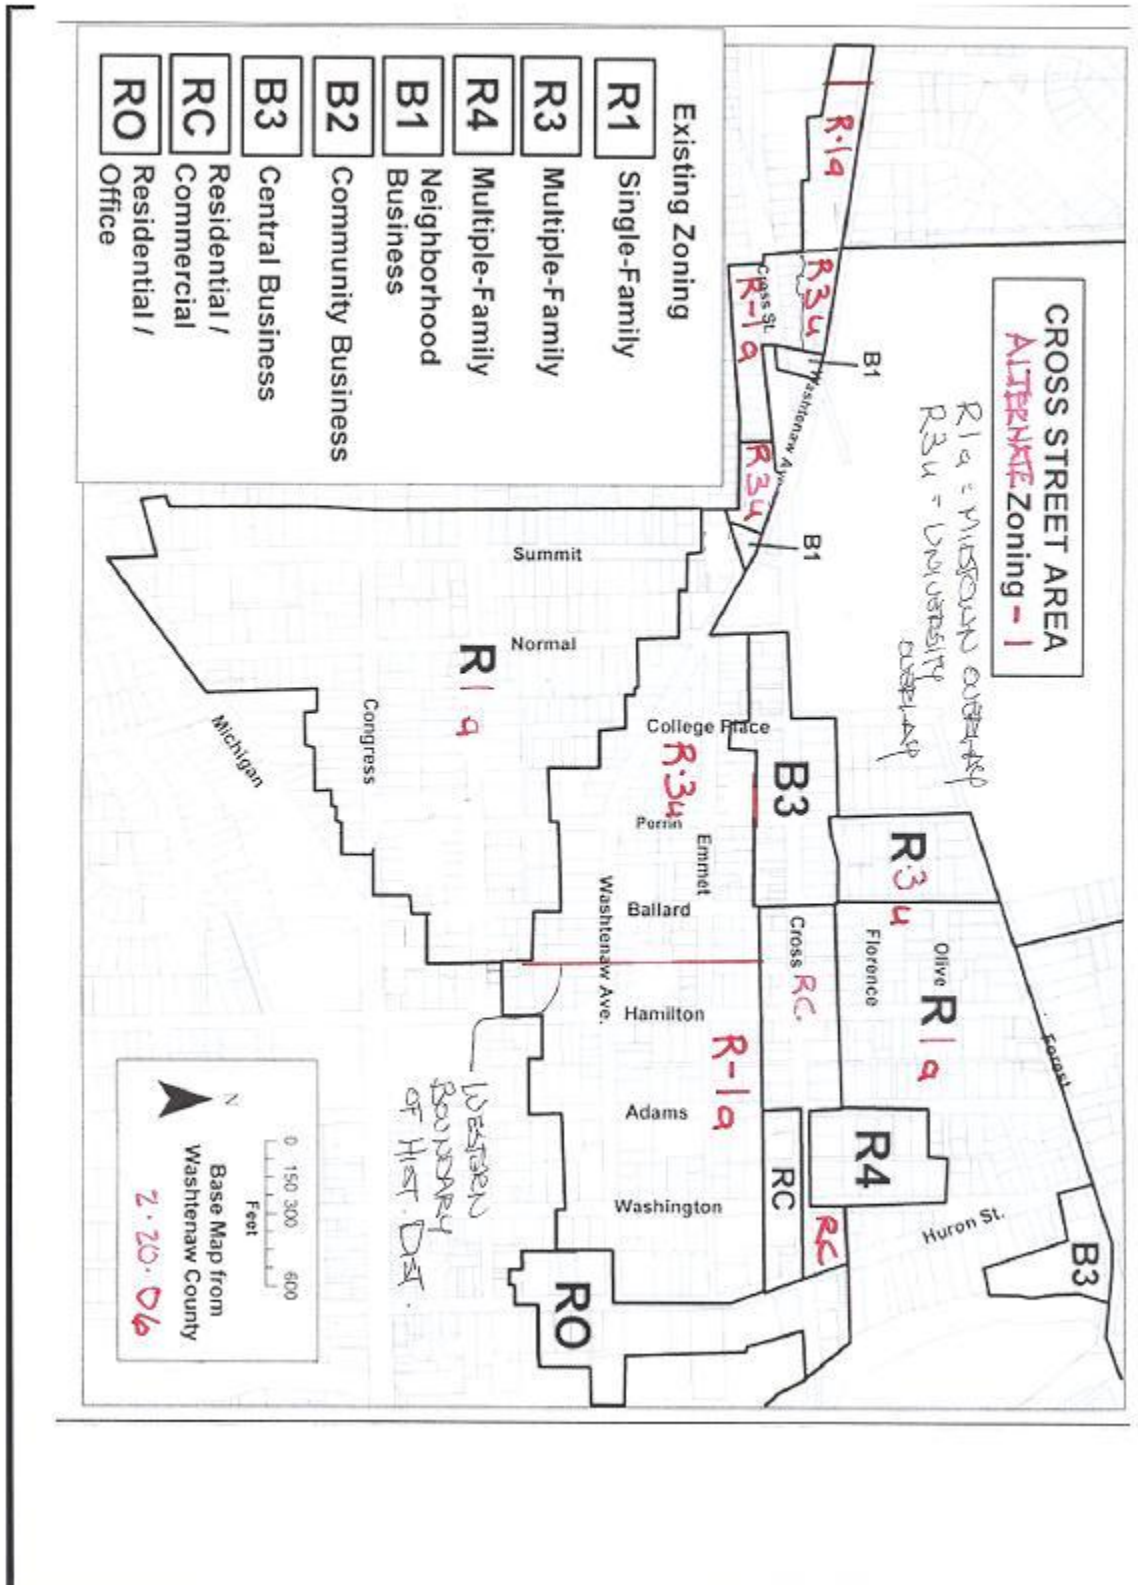 CROSS STREET AREA
ALTERNATE Zoning - 1
R1a = MIDTOWN OVERLAY
R3u = UNIVERSITY
OVERLAY
Existing Zoning
R1 Single-Family
R3 Multiple-Family
R4 Multiple-Family
B1 Neighborhood
Business
B2 Community Business
B3 Central Business
RC Residential /
Commercial
RO Residential /
Office
R-1a
R3u
Cross St.
R-1a
B1
Washtenaw Ave.
R3u
B1
Summit
Normal
R1a
Congress
Michigan
College Place
R-3u
B3
Perrin
Emmet
Ballard
Washtenaw Ave.
R3u
Florence
Olive
R1a
Forest
Cross RC.
Hamilton
R-1a
Adams
Washington
RC
R4
RC
Huron St.
B3
RO
WESTERN
BOUNDARY
OF HIST. DIST.
N
0 150 300 600
Feet
Base Map from
Washtenaw County
2.20.06